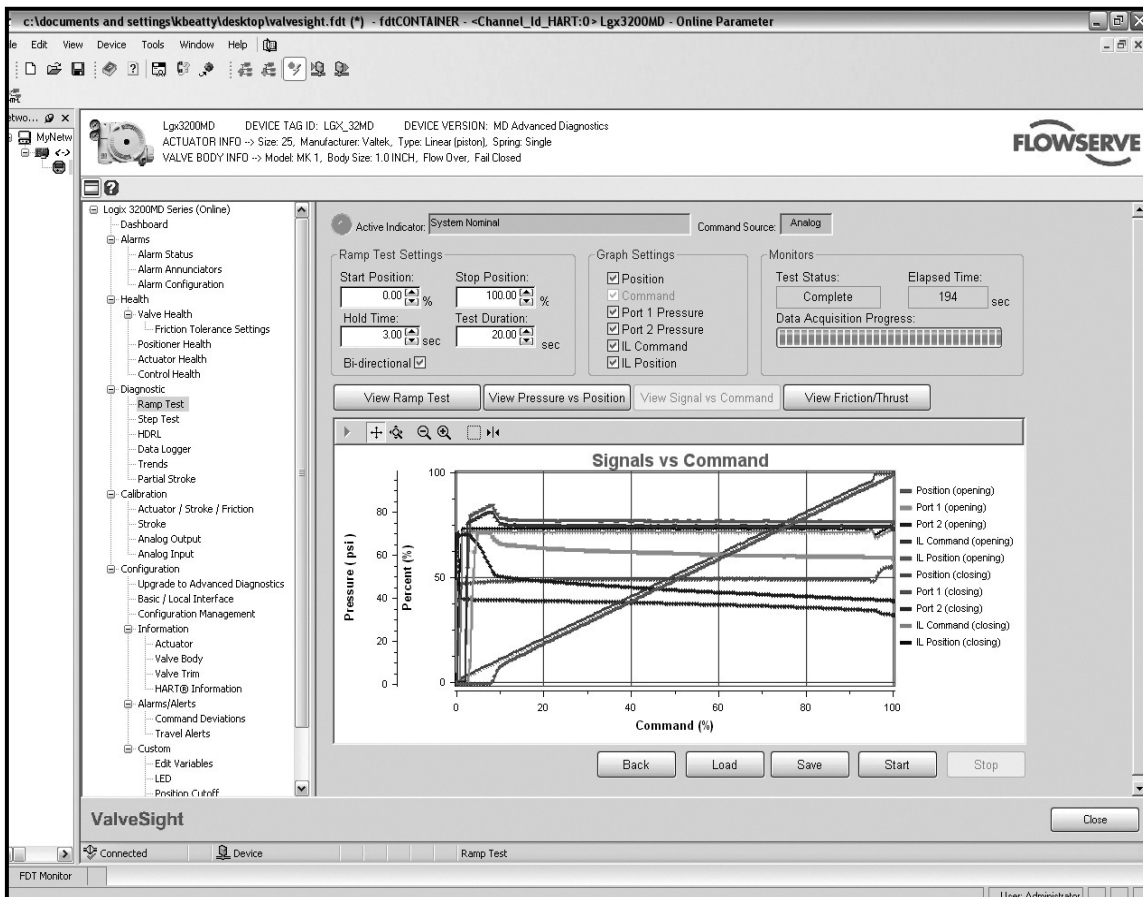 c:\documents and settings\kbeatty\desktop\valvesight.fdt (*) - fdtCONTAINER - <Channel_Id_HART:0> Lgx3200MD - Online Parameter
Edit View Device Tools Window Help
MyNetw
<->
Lgx3200MD DEVICE TAG ID: LGX_32MD DEVICE VERSION: MD Advanced Diagnostics
ACTUATOR INFO --> Size: 25, Manufacturer: Valtek, Type: Linear (piston), Spring: Single
VALVE BODY INFO --> Model: MK 1, Body Size: 1.0 INCH, Flow Over, Fail Closed
FLOWSERVE
Logix 3200MD Series (Online)
Dashboard
Alarms
Alarm Status
Alarm Annunciators
Alarm Configuration
Health
Valve Health
Friction Tolerance Settings
Positioner Health
Actuator Health
Control Health
Diagnostic
Ramp Test
Step Test
HDRL
Data Logger
Trends
Partial Stroke
Calibration
Actuator / Stroke / Friction
Stroke
Analog Output
Analog Input
Configuration
Upgrade to Advanced Diagnostics
Basic / Local Interface
Configuration Management
Information
Actuator
Valve Body
Valve Trim
HART® Information
Alarms/Alerts
Command Deviations
Travel Alerts
Custom
Edit Variables
LED
Position Cutoff
Active Indicator: System Nominal Command Source: Analog
Ramp Test Settings
Start Position: Stop Position:
0.00 % 100.00 %
Hold Time: Test Duration:
3.00 sec 20.00 sec
Bi-directional
Graph Settings
Position
Command
Port 1 Pressure
Port 2 Pressure
IL Command
IL Position
Monitors
Test Status: Elapsed Time:
Complete 194 sec
Data Acquisition Progress:
View Ramp Test View Pressure vs Position View Signal vs Command View Friction/Thrust
Signals vs Command
Pressure ( psi )
80
60
40
20
0
Percent (%)
100
50
0
0 20 40 60 80 100
Command (%)
Position (opening)
Port 1 (opening)
Port 2 (opening)
IL Command (opening)
IL Position (opening)
Position (closing)
Port 1 (closing)
Port 2 (closing)
IL Command (closing)
IL Position (closing)
Back Load Save Start Stop
ValveSight Close
Connected Device Ramp Test
FDT Monitor
User: Administrator